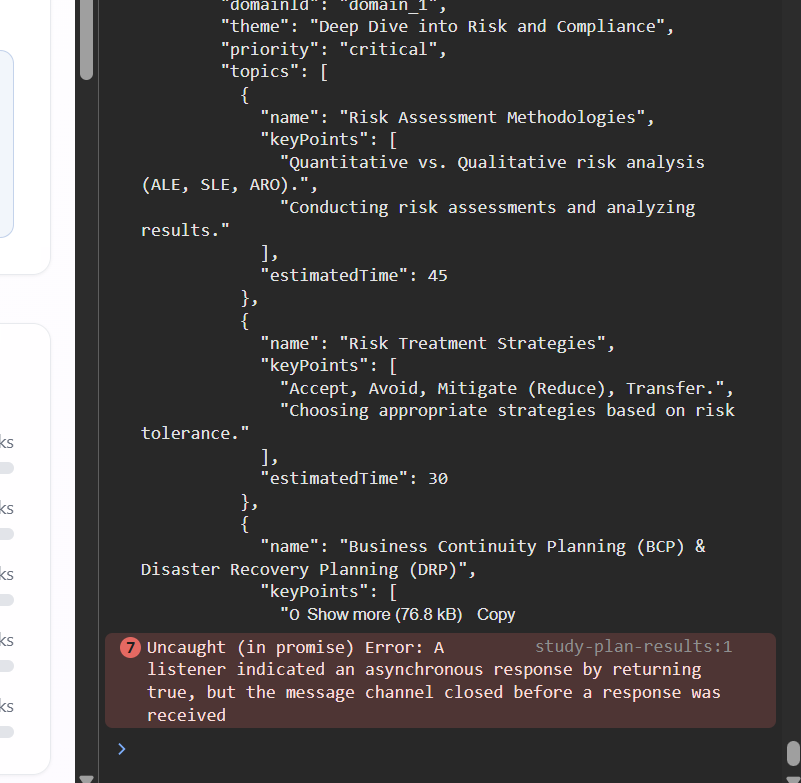 "domainId": "domain_1",
"theme": "Deep Dive into Risk and Compliance",
"priority": "critical",
"topics": [
{
"name": "Risk Assessment Methodologies",
"keyPoints": [
"Quantitative vs. Qualitative risk analysis
(ALE, SLE, ARO).",
"Conducting risk assessments and analyzing
results."
],
"estimatedTime": 45
},
{
"name": "Risk Treatment Strategies",
"keyPoints": [
"Accept, Avoid, Mitigate (Reduce), Transfer.",
"Choosing appropriate strategies based on risk
tolerance."
],
"estimatedTime": 30
},
{
"name": "Business Continuity Planning (BCP) &
Disaster Recovery Planning (DRP)",
"keyPoints": [
"O Show more (76.8 kB) Copy
7 Uncaught (in promise) Error: A study-plan-results:1
listener indicated an asynchronous response by returning
true, but the message channel closed before a response was
received
>
ks
ks
ks
ks
ks